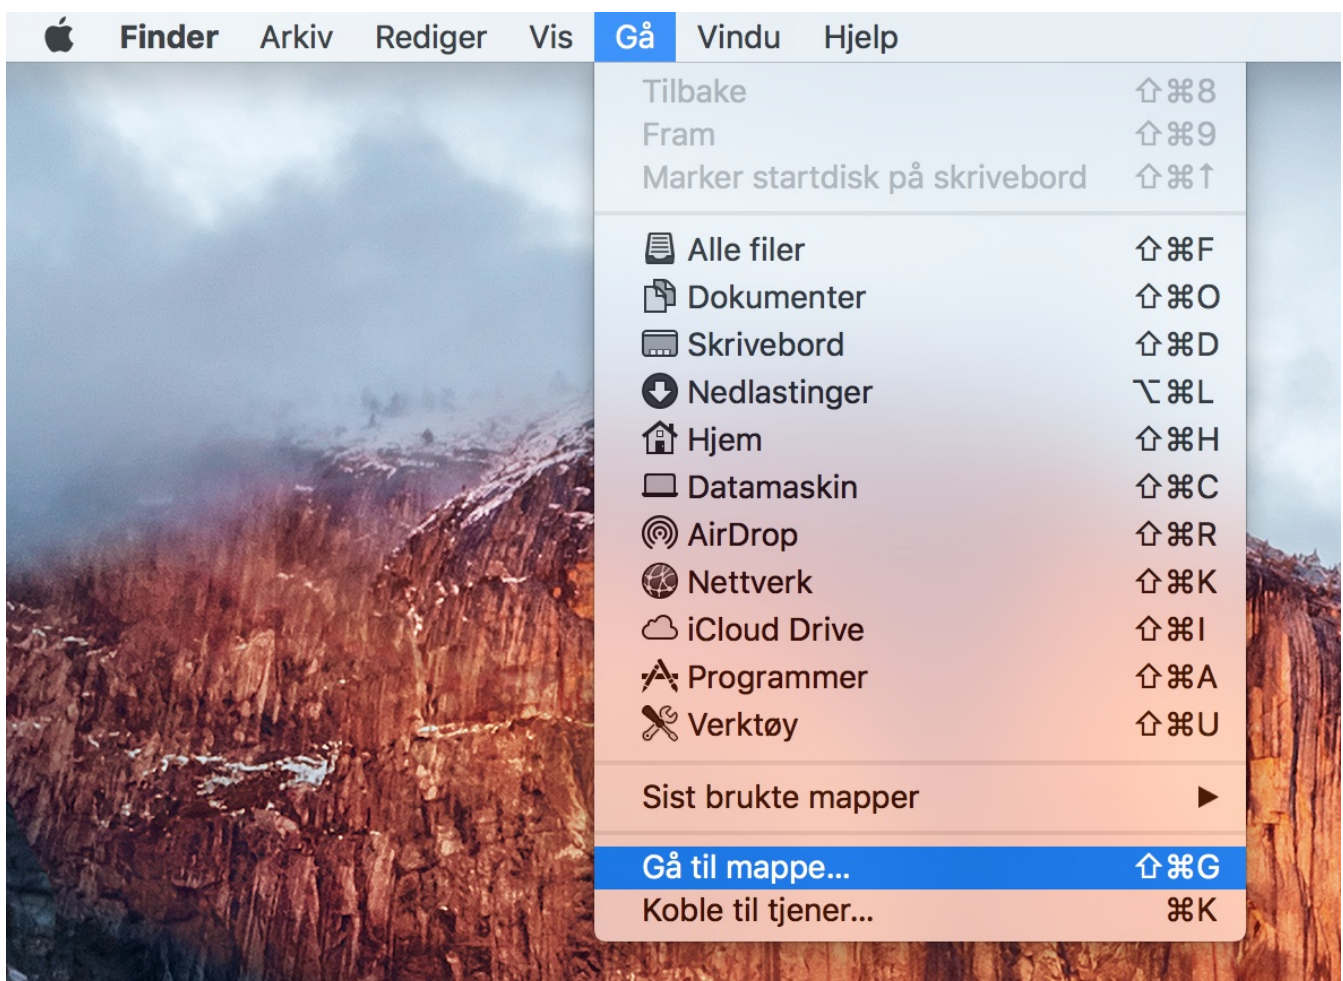 Finder Arkiv Rediger Vis Gå Vindu Hjelp
Tilbake ⇧⌘8
Fram ⇧⌘9
Marker startdisk på skrivebord ⇧⌘↑
Alle filer ⇧⌘F
Dokumenter ⇧⌘O
Skrivebord ⇧⌘D
Nedlastinger ⌥⌘L
Hjem ⇧⌘H
Datamaskin ⇧⌘C
AirDrop ⇧⌘R
Nettverk ⇧⌘K
iCloud Drive ⇧⌘I
Programmer ⇧⌘A
Verktøy ⇧⌘U
Sist brukte mapper ▶
Gå til mappe... ⇧⌘G
Koble til tjener... ⌘K